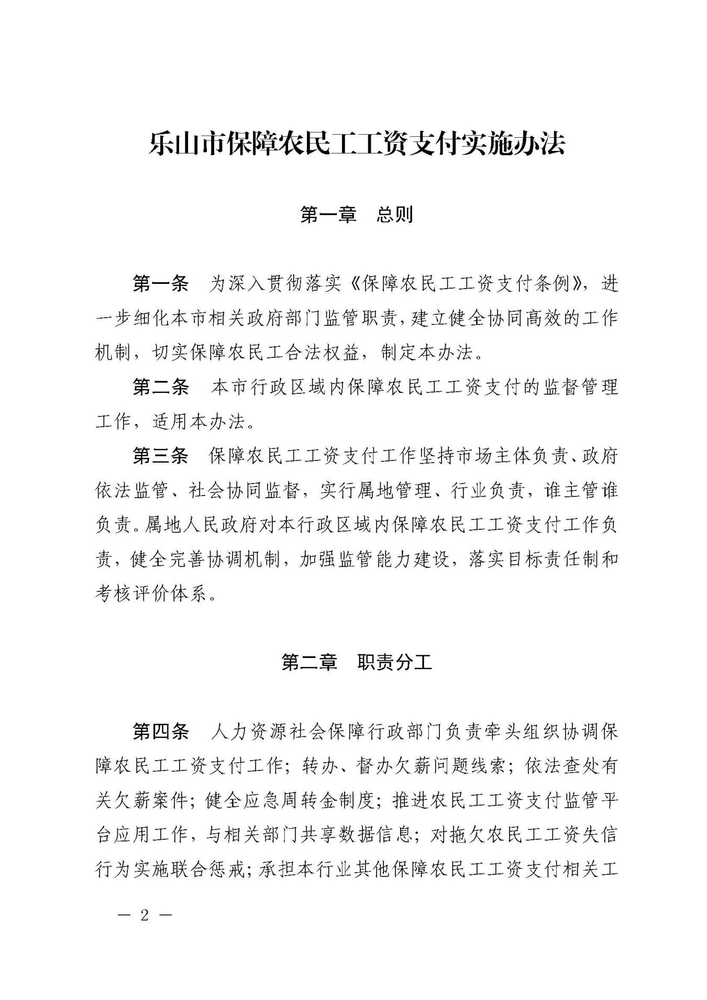 乐山市保障农民工工资支付实施办法
第一章　总则
第一条　为深入贯彻落实《保障农民工工资支付条例》，进
一步细化本市相关政府部门监管职责，建立健全协同高效的工作
机制，切实保障农民工合法权益，制定本办法。
第二条　本市行政区域内保障农民工工资支付的监督管理
工作，适用本办法。
第三条　保障农民工工资支付工作坚持市场主体负责、政府
依法监管、社会协同监督，实行属地管理、行业负责，谁主管谁
负责。属地人民政府对本行政区域内保障农民工工资支付工作负
责，健全完善协调机制，加强监管能力建设，落实目标责任制和
考核评价体系。
第二章　职责分工
第四条　人力资源社会保障行政部门负责牵头组织协调保
障农民工工资支付工作；转办、督办欠薪问题线索；依法查处有
关欠薪案件；健全应急周转金制度；推进农民工工资支付监管平
台应用工作，与相关部门共享数据信息；对拖欠农民工工资失信
行为实施联合惩戒；承担本行业其他保障农民工工资支付相关工
— 2 —